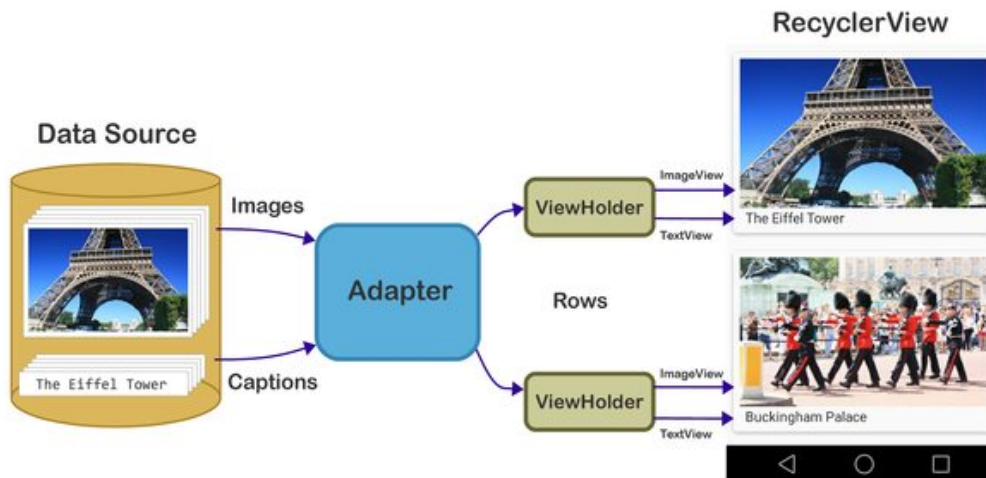 RecyclerView
Data Source
Images
Captions
The Eiffel Tower
Adapter
ViewHolder
ImageView
TextView
The Eiffel Tower
Rows
ViewHolder
ImageView
TextView
Buckingham Palace